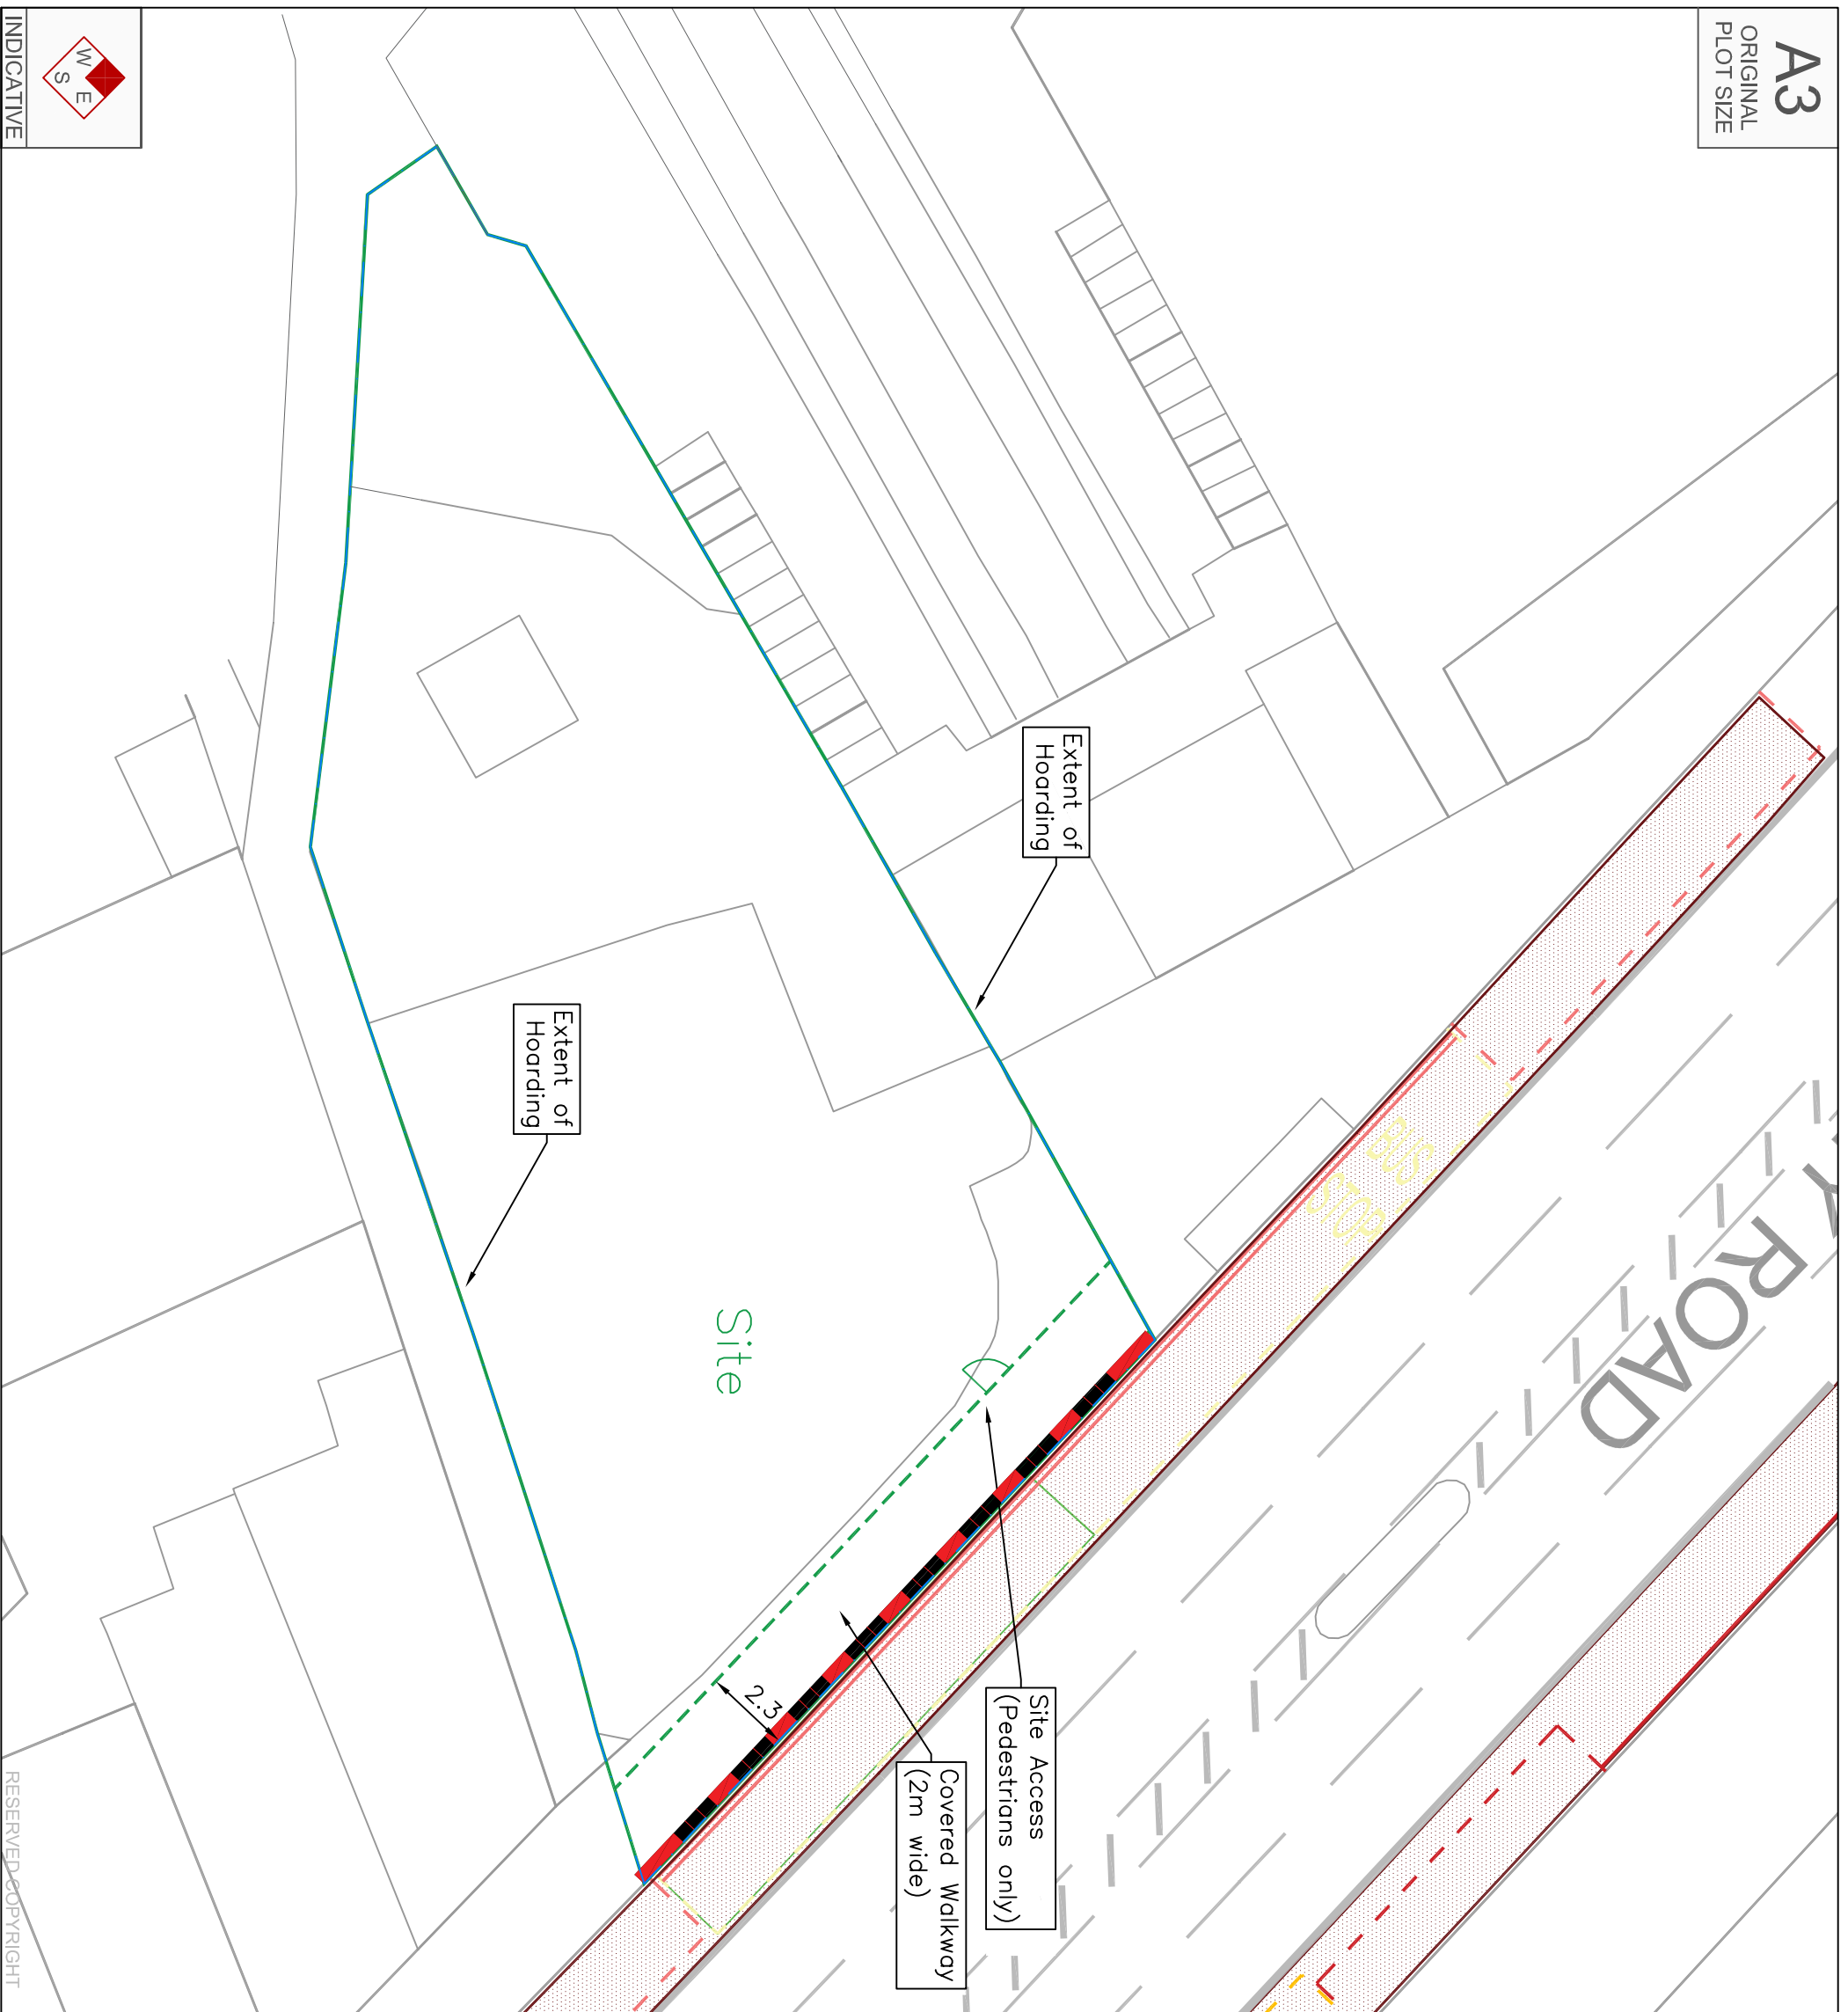 A3
ORIGINAL
PLOT SIZE
Y ROAD
BUS
STOP
Extent of
Hoarding
Extent of
Hoarding
Site
2.3
Site Access
(Pedestrians only)
Covered Walkway
(2m wide)
W
E
S
INDICATIVE
RESERVED COPYRIGHT